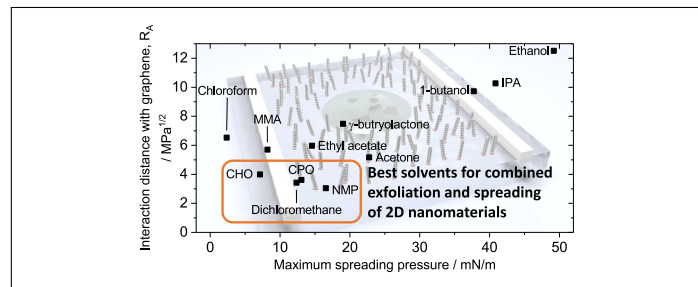 Interaction distance with graphene, R_A
/ MPa^1/2
12
10
8
6
4
2
0
Ethanol
IPA
1-butanol
Chloroform
MMA
γ-butryolactone
Ethyl acetate
Acetone
CHO
CPO
NMP
Dichloromethane
Best solvents for combined
exfoliation and spreading
of 2D nanomaterials
0 10 20 30 40 50
Maximum spreading pressure / mN/m